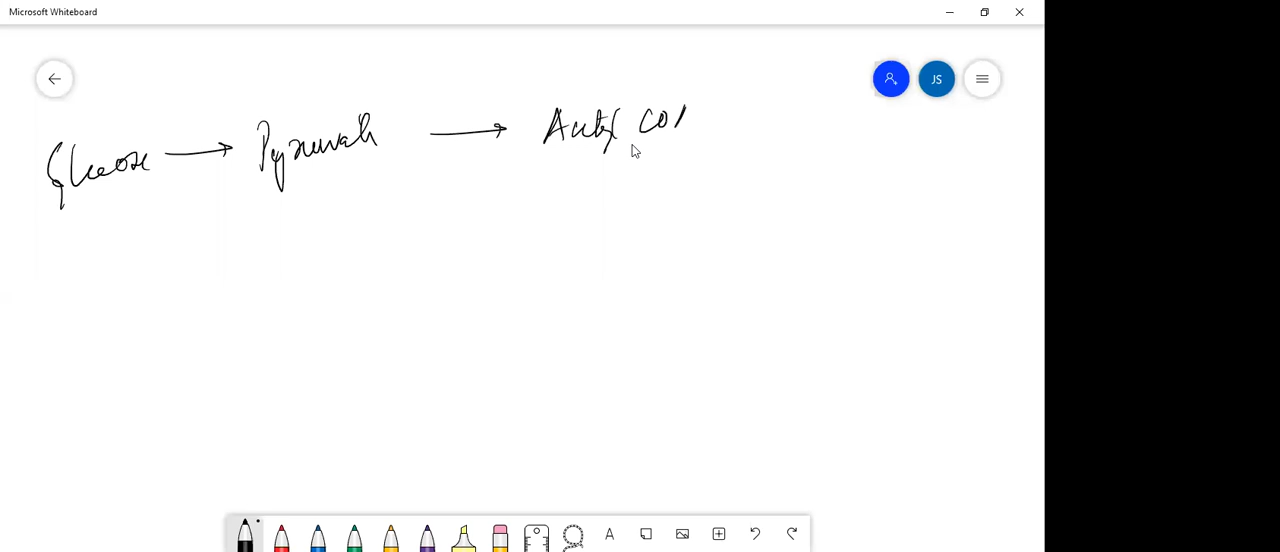 Microsoft Whiteboard
JS
Glucose → Pyruvate → Acetyl COA
A